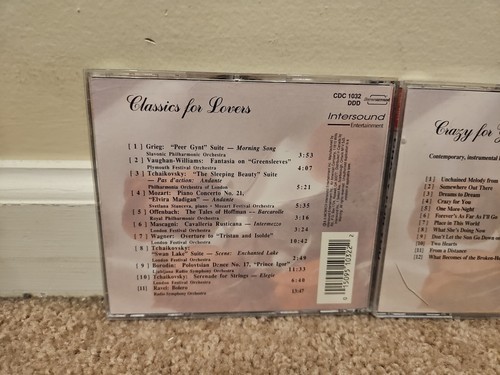 Classics for Lovers
CDC 1032
DDD
Intersound
Entertainment
[ 1 ] Grieg: "Peer Gynt" Suite — Morning Song
Slavonic Philharmonic Orchestra 3:53
[ 2 ] Vaughan-Williams: Fantasia on "Greensleeves"
Plymouth Festival Orchestra 4:07
[ 3 ] Tchaikovsky: "The Sleeping Beauty" Suite
— Pas d'action: Andante
Philharmonia Orchestra of London 5:21
[ 4 ] Mozart: Piano Concerto No. 21,
"Elvira Madigan" — Andante
Svetlana Stanceva, piano • Mozart Festival Orchestra 5:35
[ 5 ] Offenbach: The Tales of Hoffman — Barcarolle
Royal Philharmonic Orchestra 3:16
[ 6 ] Mascagni: Cavalleria Rusticana — Intermezzo
London Festival Orchestra 3:24
[ 7 ] Wagner: Overture to "Tristan and Isolde"
London Festival Orchestra 10:42
[ 8 ] Tchaikovsky:
"Swan Lake" Suite — Scene: Enchanted Lake
London Festival Orchestra 2:49
[ 9 ] Borodin: Polovtsian Dance No. 17, "Prince Igor"
Ljubljana Radio Symphony Orchestra 11:33
[10] Tchaikovsky: Serenade for Strings — Elegie
London Festival Orchestra 6:40
[11] Ravel: Bolero
Radio Symphony Orchestra 15:47
Crazy for
Contemporary, instrumental
[1] Unchained Melody from
[2] Somewhere Out There
[3] Dreams to Dream
[4] Crazy for You
[5] One More Night
[6] Forever's As Far As I'll Go
[7] Place in This World
[8] What She's Doing Now
[9] Don't Let the Sun Go Down
[10] Two Hearts
[11] From a Distance
[12] What Becomes of the Broken-He